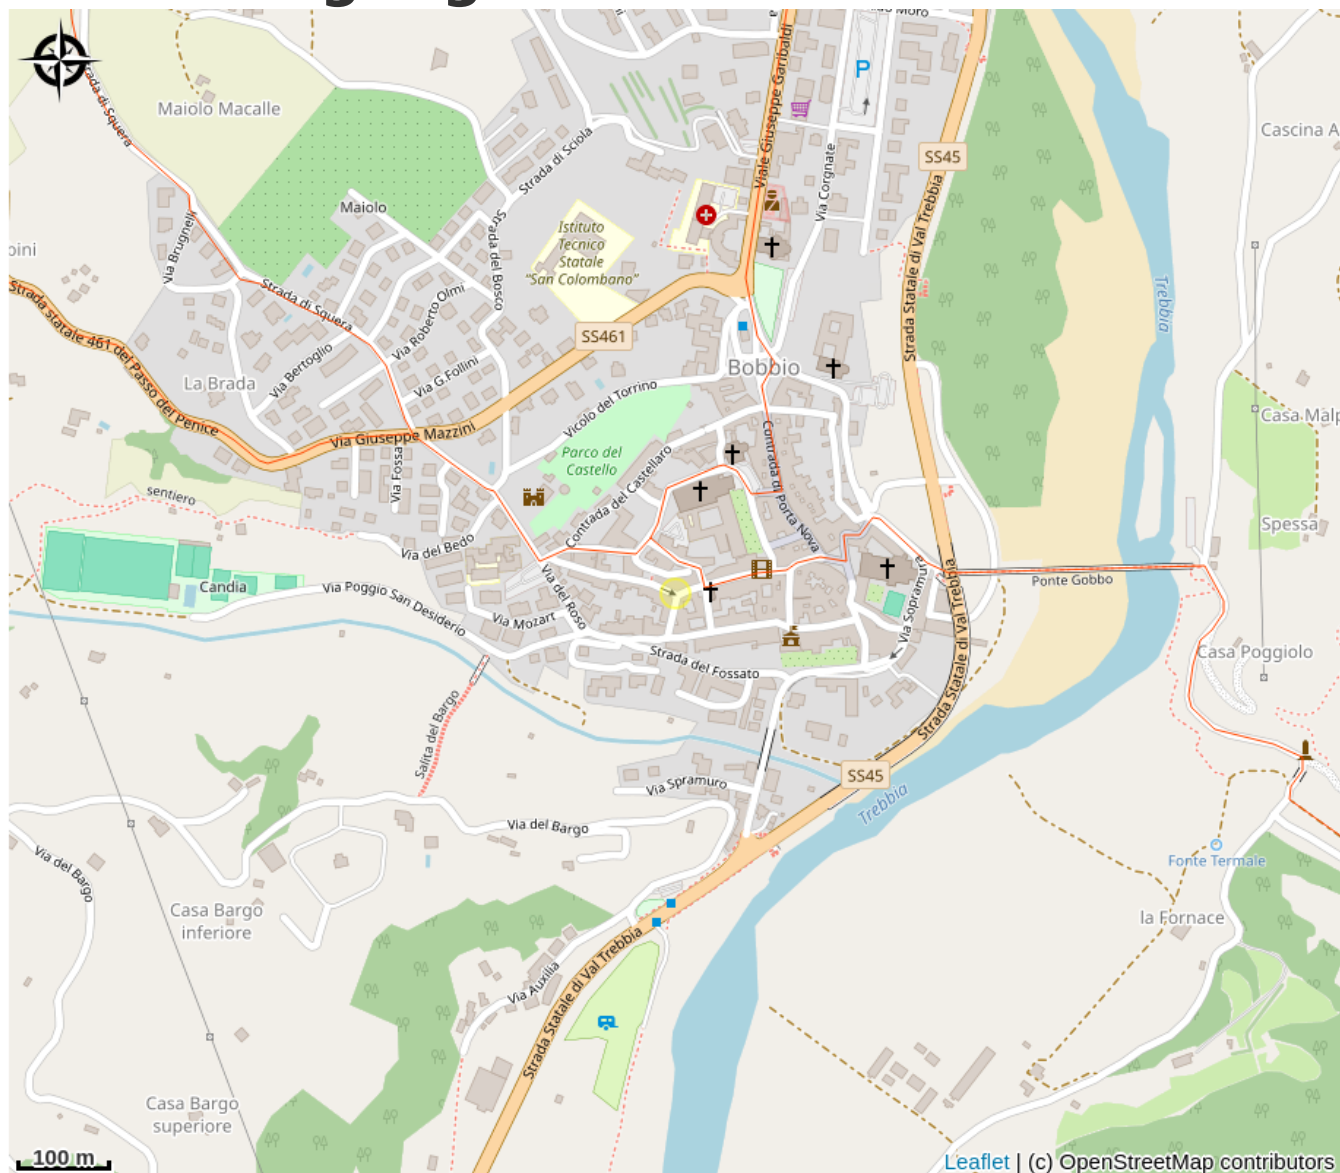 Maiolo Macalle
Strada di Squera
Strada di Sciola
Viale Giuseppe Garibaldi
P
Via Corgnate
SS45
Cascina A
Maiolo
Via Brugnelli
Strada del Bosco
Istituto
Tecnico
Statale
"San Colombano"
Strada Statale di Val Trebbia
Trebbia
Strada di Squera
Via Roberto Olmi
SS461
Strada statale 461 del Passo del Penice
Via Bertoglio
Via G.Follini
La Brada
Bobbio
Vicolo del Torrino
Casa Malp
Via Giuseppe Mazzini
Contrada di Porta Nova
Parco del
Castello
Contrada del Castellaro
Via Fossa
sentiero
Spessa
Via del Bedo
Candia
Via Poggio San Desiderio
Via del Roso
Via Mozart
Ponte Gobbo
Via Sopramura
Strada del Fossato
Casa Poggiolo
Strada Statale di Val Trebbia
Salita del Bargo
SS45
Via Spramuro
Trebbia
Via del Bargo
Via del Bargo
Fonte Termale
Casa Bargo
inferiore
la Fornace
Via Auxilia
Strada Statale di Val Trebbia
Casa Bargo
superiore
100 m
Leaflet | (c) OpenStreetMap contributors